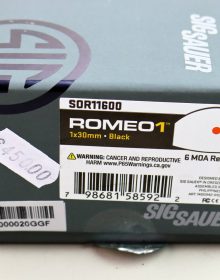 SIG SAUER
SOR11600
ROMEO1™
1x30mm • Black
WARNING: CANCER AND REPRODUCTIVE
HARM - www.P65Warnings.ca.gov
6 MOA Re
7 98681 58592 2
SIG SAUER